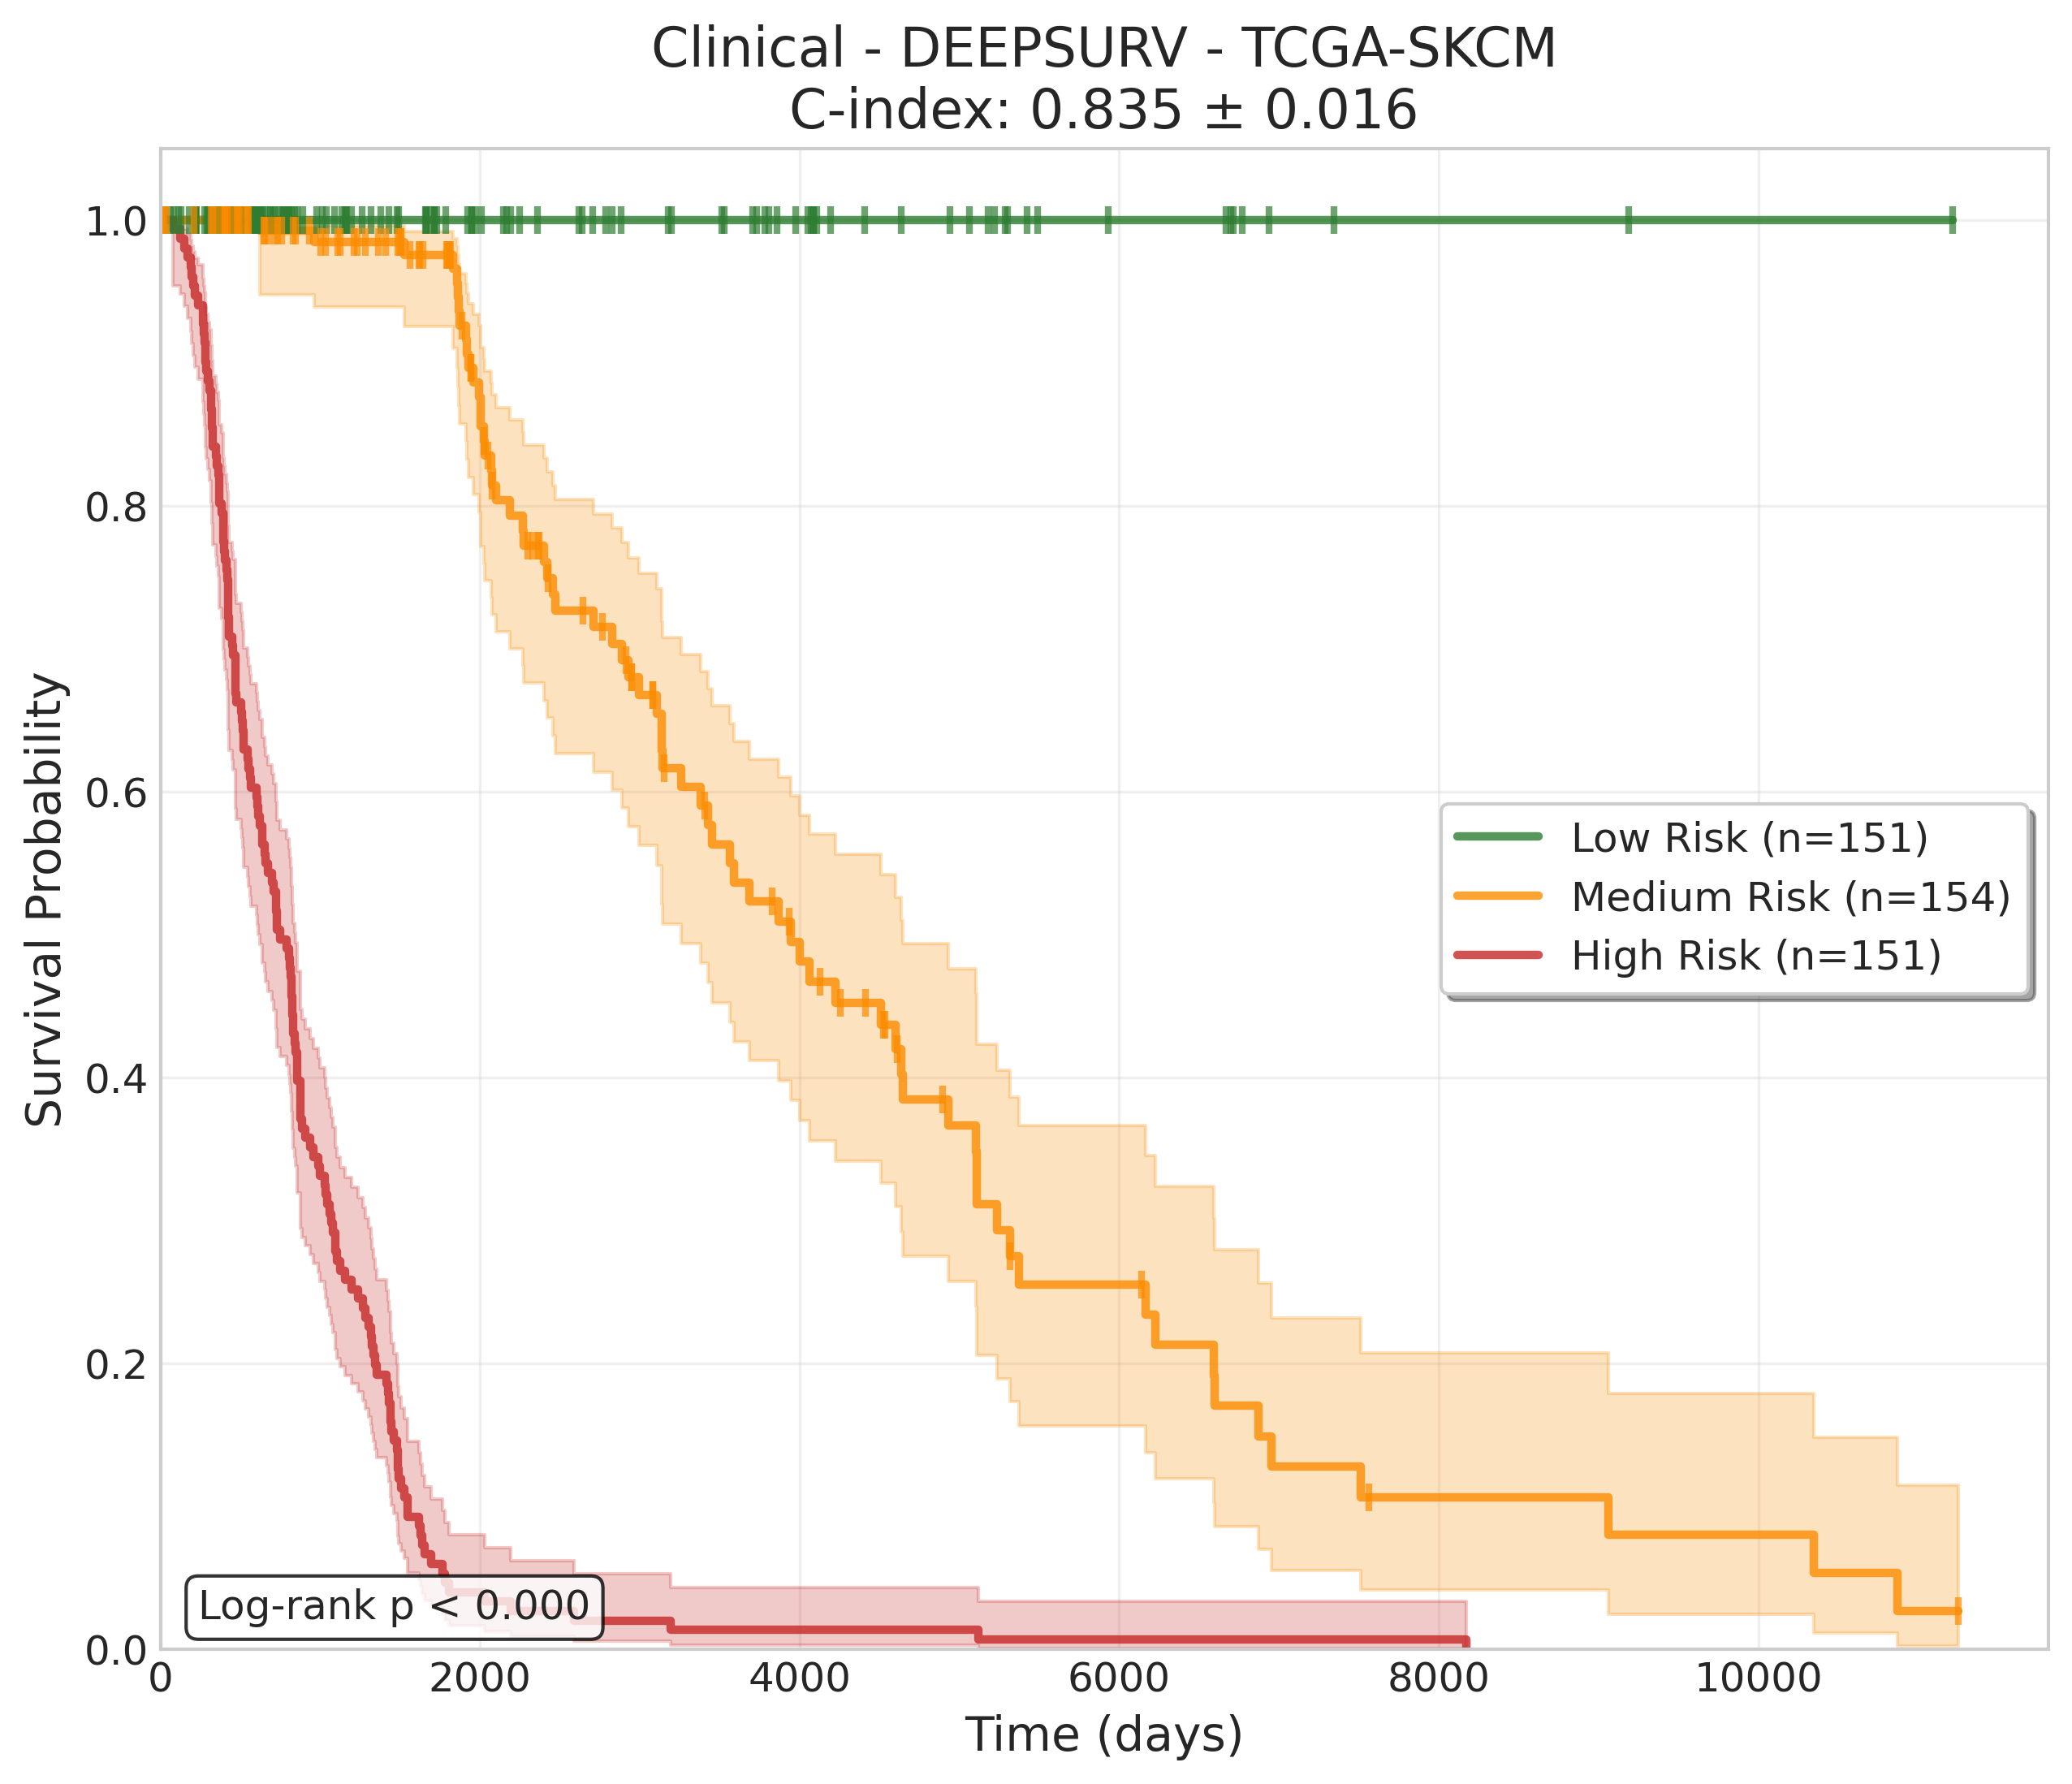 Clinical - DEEPSURV - TCGA-SKCM
C-index: 0.835 ± 0.016
Survival Probability
1.0
0.8
0.6
0.4
0.2
0.0
Low Risk (n=151)
Medium Risk (n=154)
High Risk (n=151)
Log-rank p < 0.000
0
2000
4000
6000
8000
10000
Time (days)